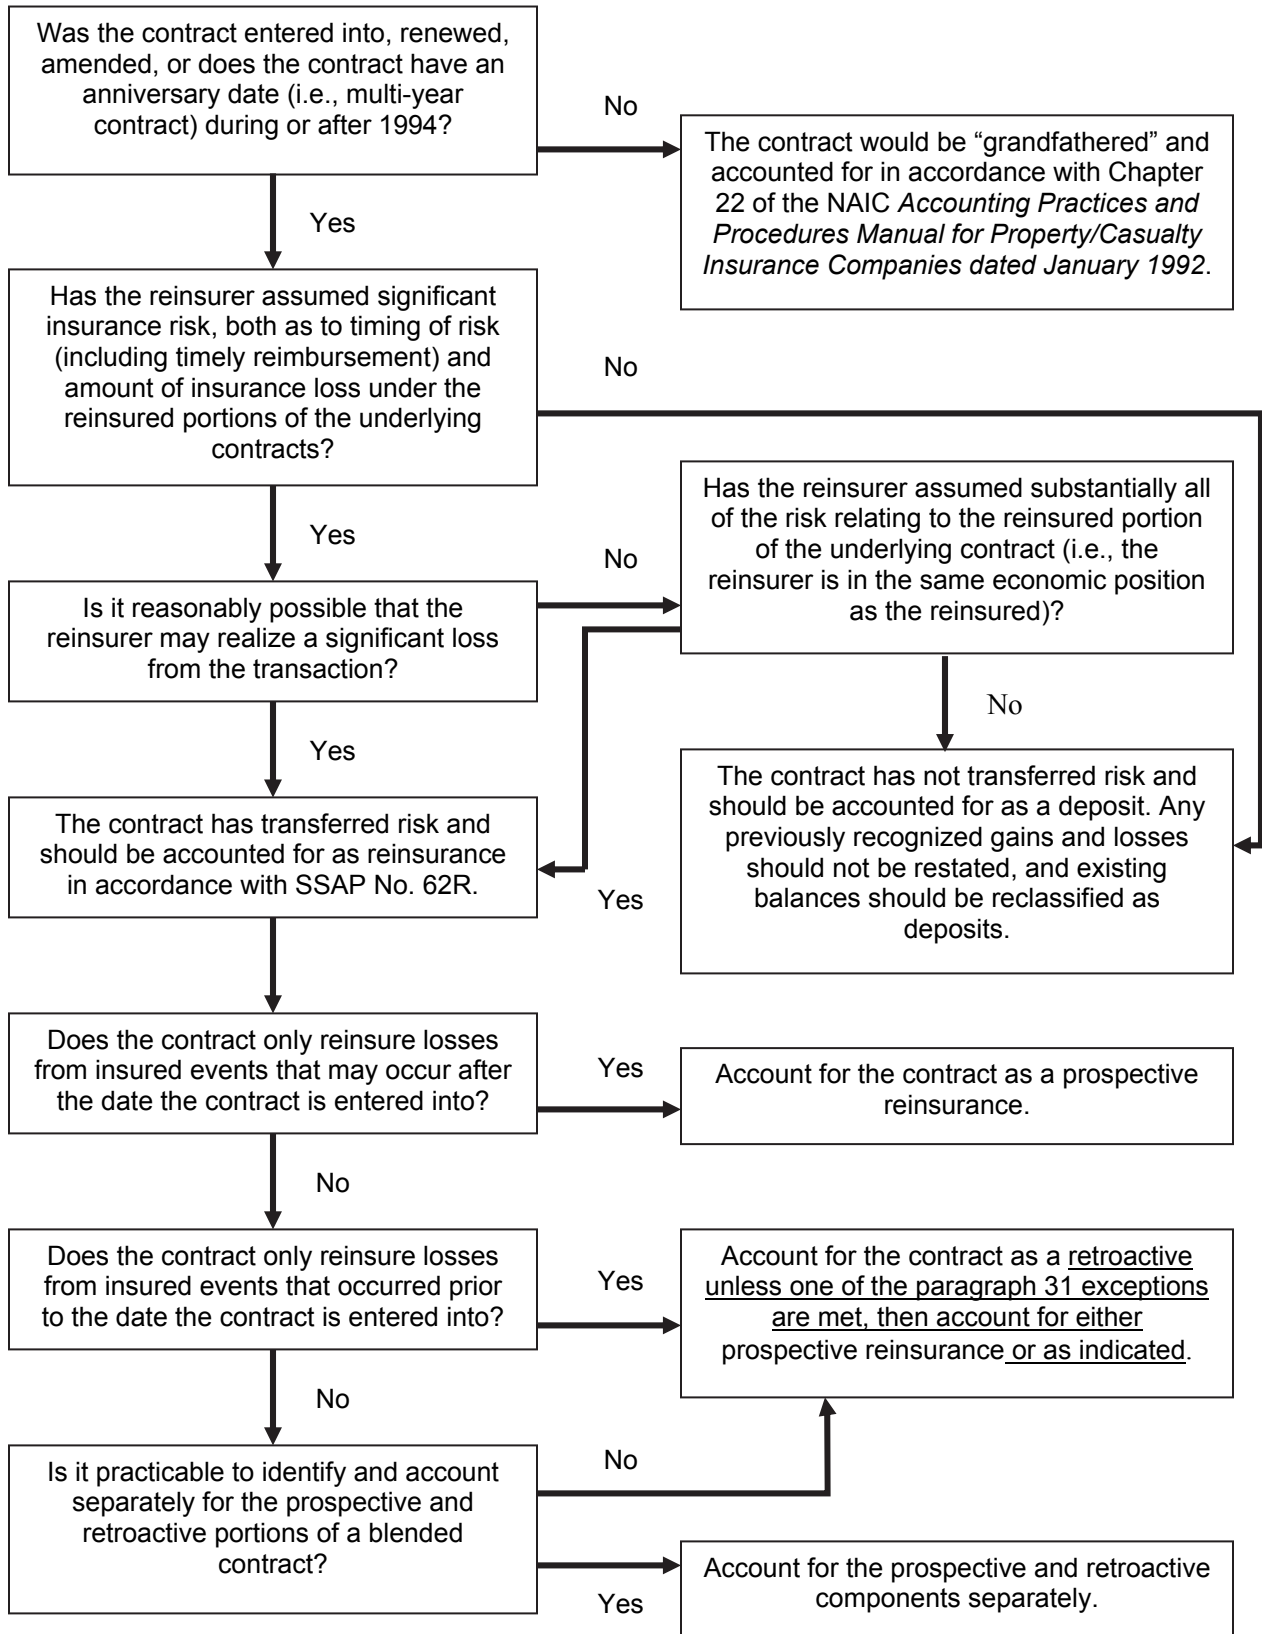 Was the contract entered into, renewed,
amended, or does the contract have an
anniversary date (i.e., multi-year
contract) during or after 1994?
No
The contract would be “grandfathered” and
accounted for in accordance with Chapter
22 of the NAIC Accounting Practices and
Procedures Manual for Property/Casualty
Insurance Companies dated January 1992.
Yes
Has the reinsurer assumed significant
insurance risk, both as to timing of risk
(including timely reimbursement) and
amount of insurance loss under the
reinsured portions of the underlying
contracts?
No
Yes
Has the reinsurer assumed substantially all
of the risk relating to the reinsured portion
of the underlying contract (i.e., the
reinsurer is in the same economic position
as the reinsured)?
No
Is it reasonably possible that the
reinsurer may realize a significant loss
from the transaction?
No
Yes
The contract has not transferred risk and
should be accounted for as a deposit. Any
previously recognized gains and losses
should not be restated, and existing
balances should be reclassified as
deposits.
The contract has transferred risk and
should be accounted for as reinsurance
in accordance with SSAP No. 62R.
Yes
Does the contract only reinsure losses
from insured events that may occur after
the date the contract is entered into?
Yes
Account for the contract as a prospective
reinsurance.
No
Does the contract only reinsure losses
from insured events that occurred prior
to the date the contract is entered into?
Yes
Account for the contract as a retroactive
unless one of the paragraph 31 exceptions
are met, then account for either
prospective reinsurance or as indicated.
No
Is it practicable to identify and account
separately for the prospective and
retroactive portions of a blended
contract?
No
Yes
Account for the prospective and retroactive
components separately.